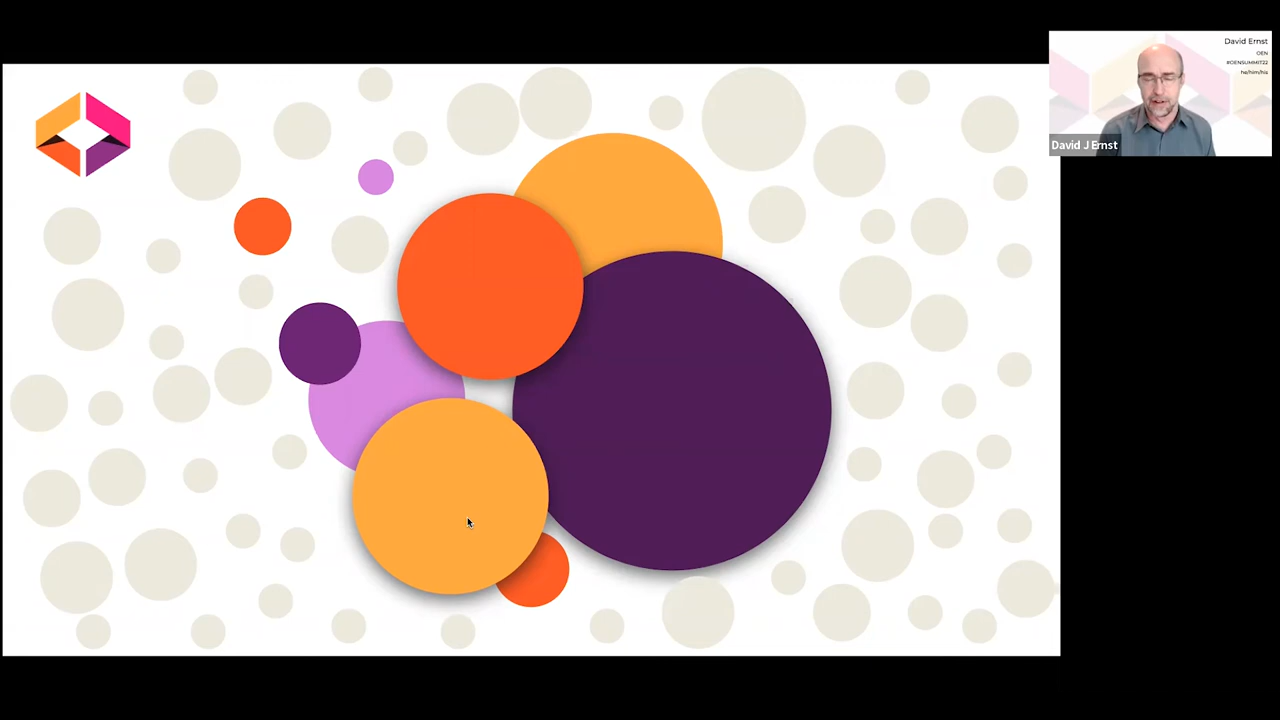 David Ernst
OEN
#OENSUMMIT22
he/him/his
David J Ernst